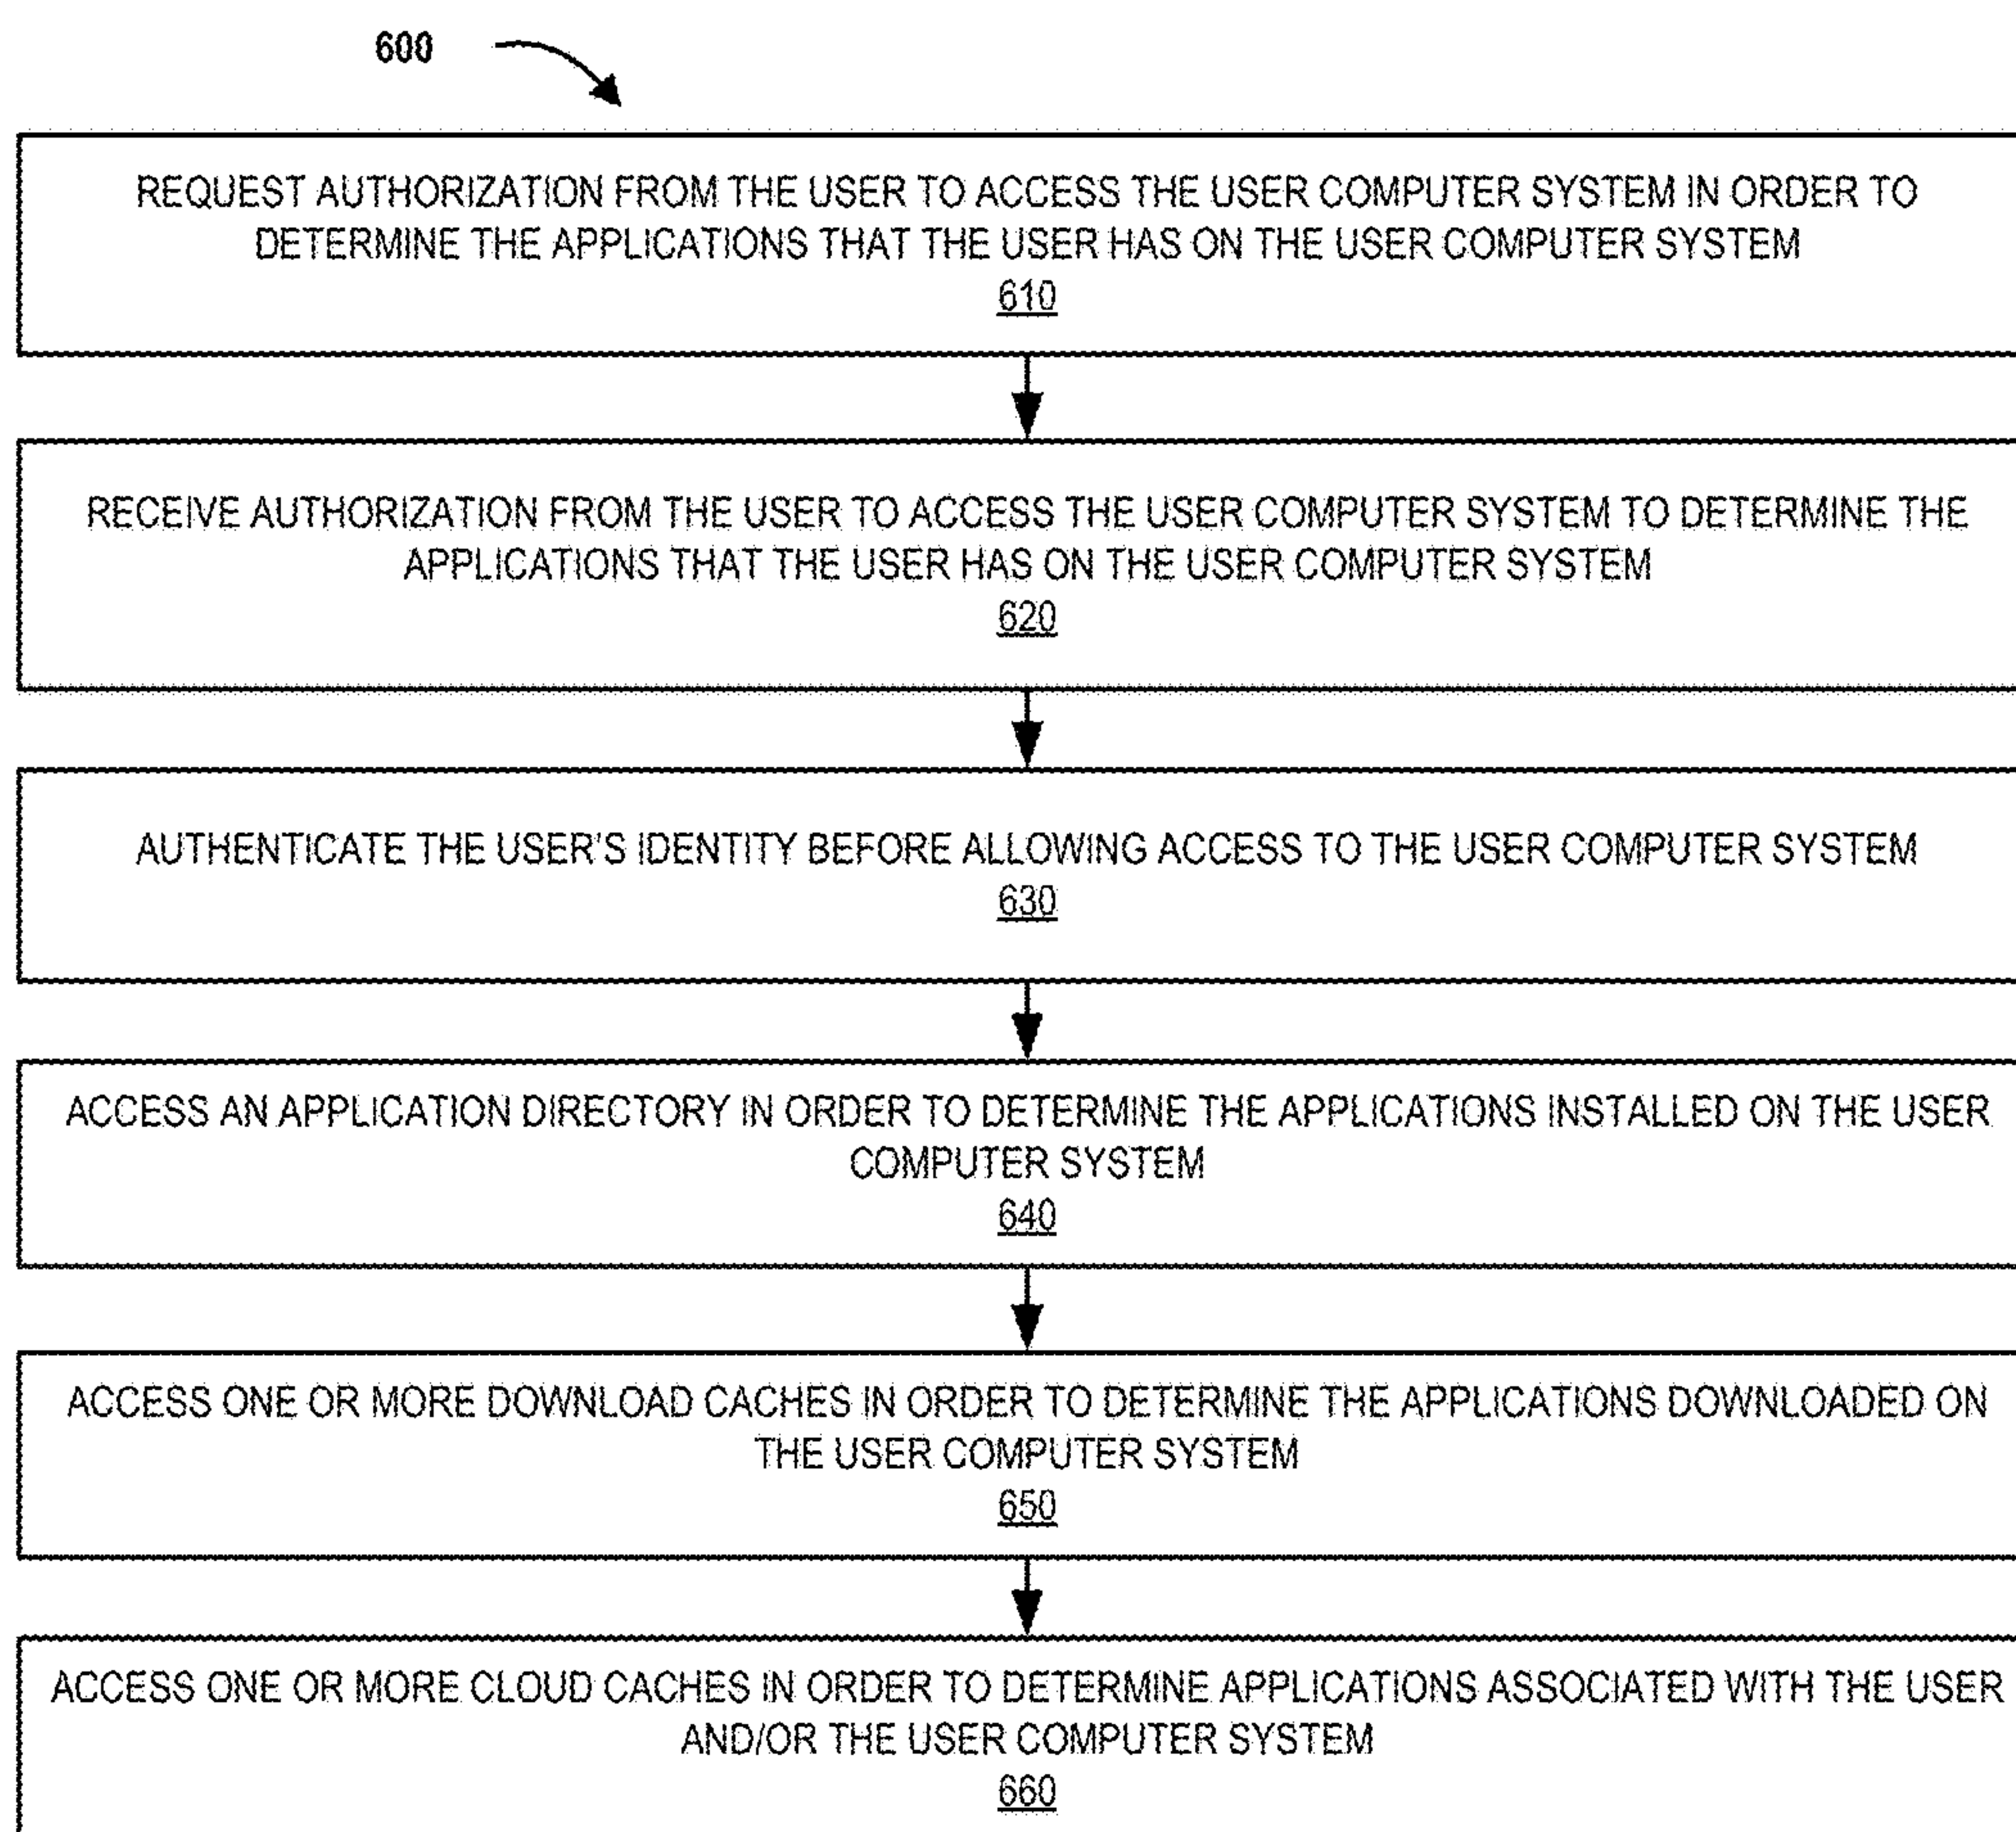 600
REQUEST AUTHORIZATION FROM THE USER TO ACCESS THE USER COMPUTER SYSTEM IN ORDER TO
DETERMINE THE APPLICATIONS THAT THE USER HAS ON THE USER COMPUTER SYSTEM
610
RECEIVE AUTHORIZATION FROM THE USER TO ACCESS THE USER COMPUTER SYSTEM TO DETERMINE THE
APPLICATIONS THAT THE USER HAS ON THE USER COMPUTER SYSTEM
620
AUTHENTICATE THE USER'S IDENTITY BEFORE ALLOWING ACCESS TO THE USER COMPUTER SYSTEM
630
ACCESS AN APPLICATION DIRECTORY IN ORDER TO DETERMINE THE APPLICATIONS INSTALLED ON THE USER
COMPUTER SYSTEM
640
ACCESS ONE OR MORE DOWNLOAD CACHES IN ORDER TO DETERMINE THE APPLICATIONS DOWNLOADED ON
THE USER COMPUTER SYSTEM
650
ACCESS ONE OR MORE CLOUD CACHES IN ORDER TO DETERMINE APPLICATIONS ASSOCIATED WITH THE USER
AND/OR THE USER COMPUTER SYSTEM
660